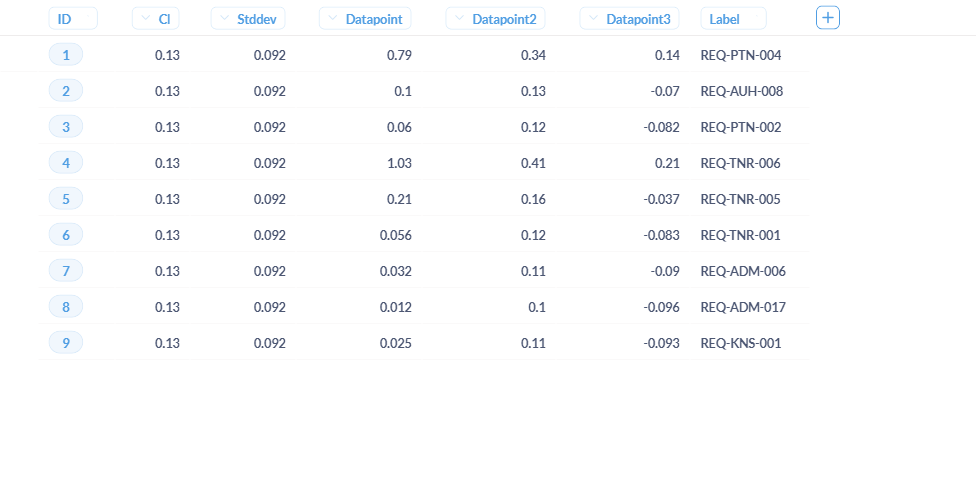 ID CI Stddev Datapoint Datapoint2 Datapoint3 Label
1 0.13 0.092 0.79 0.34 0.14 REQ-PTN-004
2 0.13 0.092 0.1 0.13 -0.07 REQ-AUH-008
3 0.13 0.092 0.06 0.12 -0.082 REQ-PTN-002
4 0.13 0.092 1.03 0.41 0.21 REQ-TNR-006
5 0.13 0.092 0.21 0.16 -0.037 REQ-TNR-005
6 0.13 0.092 0.056 0.12 -0.083 REQ-TNR-001
7 0.13 0.092 0.032 0.11 -0.09 REQ-ADM-006
8 0.13 0.092 0.012 0.1 -0.096 REQ-ADM-017
9 0.13 0.092 0.025 0.11 -0.093 REQ-KNS-001